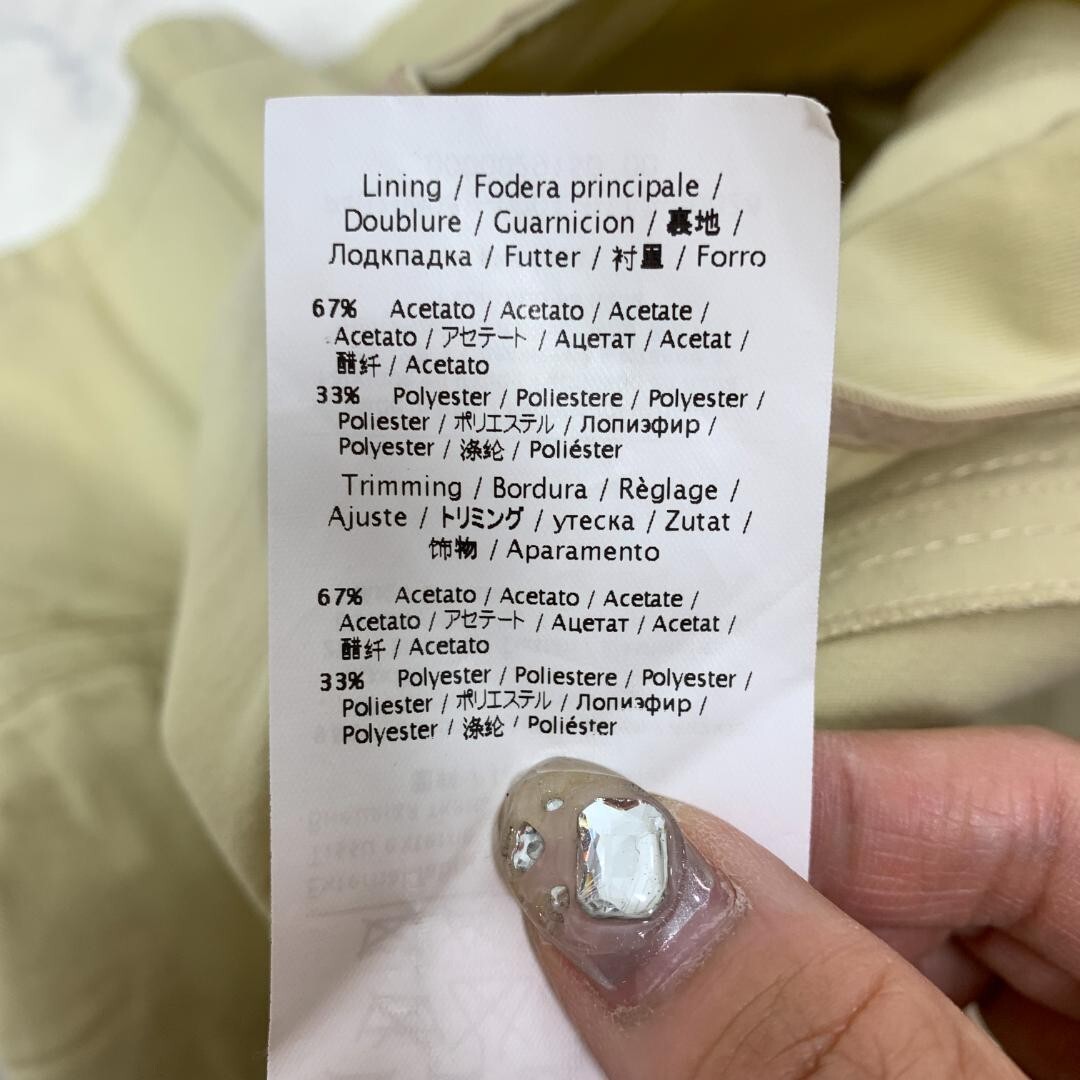 Lining / Fodera principale /
Doublure / Guarnicion / 裏地 /
Лодкпадка / Futter / 衬里 / Forro
67% Acetato / Acetato / Acetate /
Acetato / アセテート / Ацетат / Acetat /
醋纤 / Acetato
33% Polyester / Poliestere / Polyester /
Poliester / ポリエステル / Лопиэфир /
Polyester / 涤纶 / Poliéster
Trimming / Bordura / Règlage /
Ajuste / トリミング / утеска / Zutat /
饰物 / Aparamento
67% Acetato / Acetato / Acetate /
Acetato / アセテート / Ацетат / Acetat /
醋纤 / Acetato
33% Polyester / Poliestere / Polyester /
Poliester / ポリエステル / Лопиэфир /
Polyester / 涤纶 / Poliéster